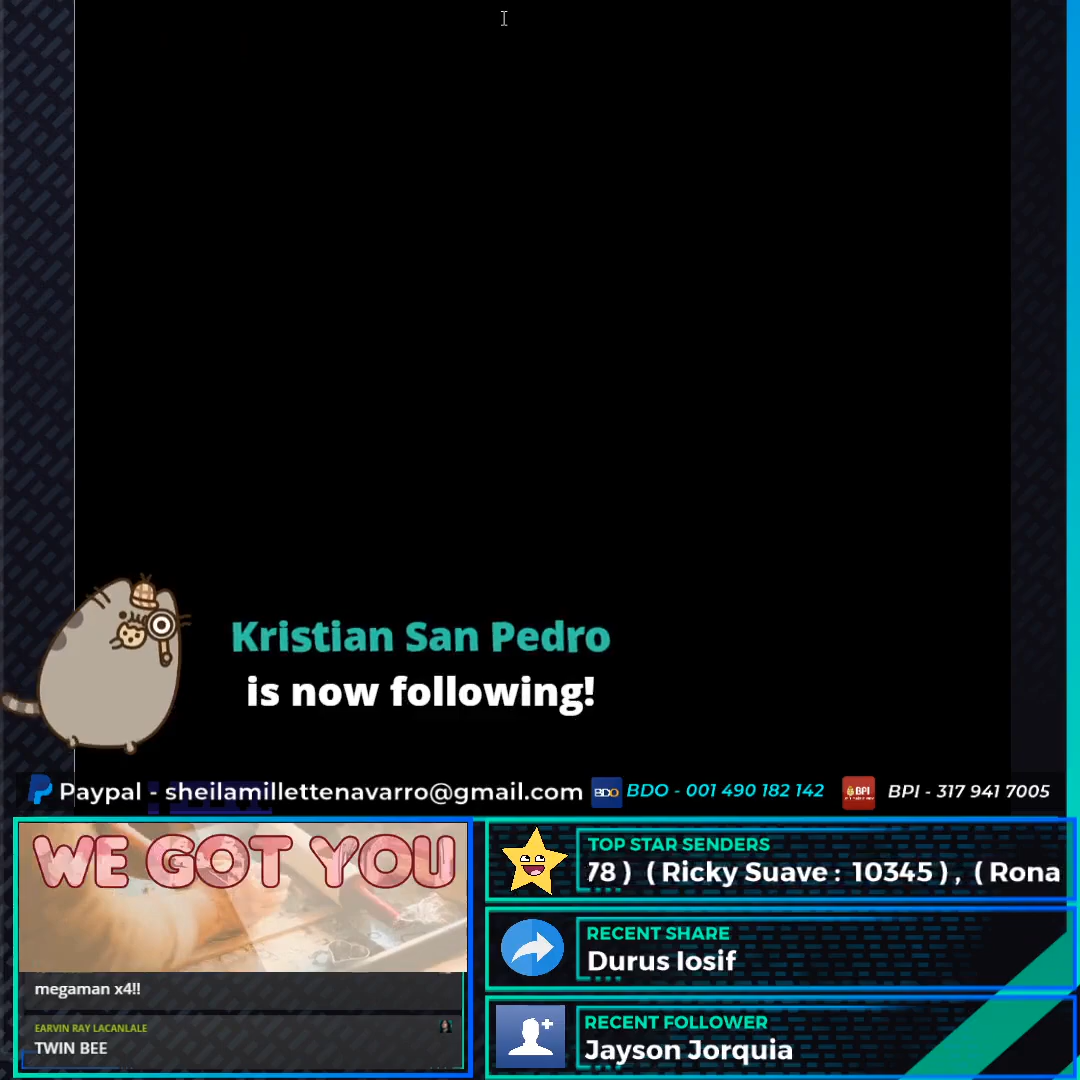 Kristian San Pedro
is now following!
Paypal - sheilamillettenavarro@gmail.com BDO BDO - 001 490 182 142 BPI BPI - 317 941 7005
WE GOT YOU
megaman x4!!
EARVIN RAY LACANLALE
TWIN BEE
TOP STAR SENDERS
78 ) ( Ricky Suave : 10345 ) , ( Rona
RECENT SHARE
Durus Iosif
RECENT FOLLOWER
Jayson Jorquia